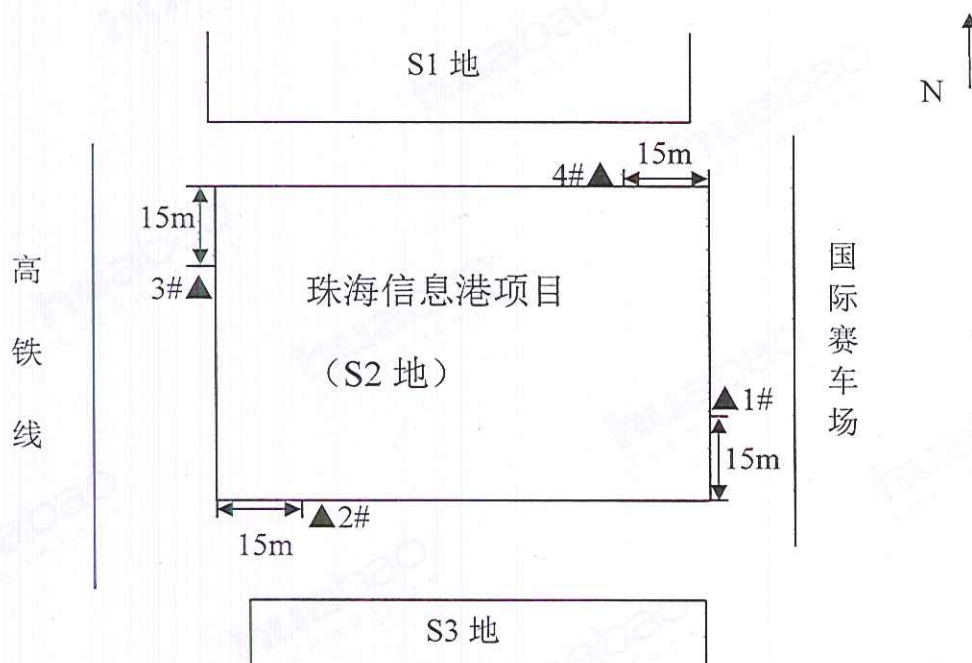 S1 地
N
15m
4#
15m
3#
高铁线
珠海信息港项目
（S2 地）
国际赛车场
1#
15m
2#
15m
S3 地
huabao